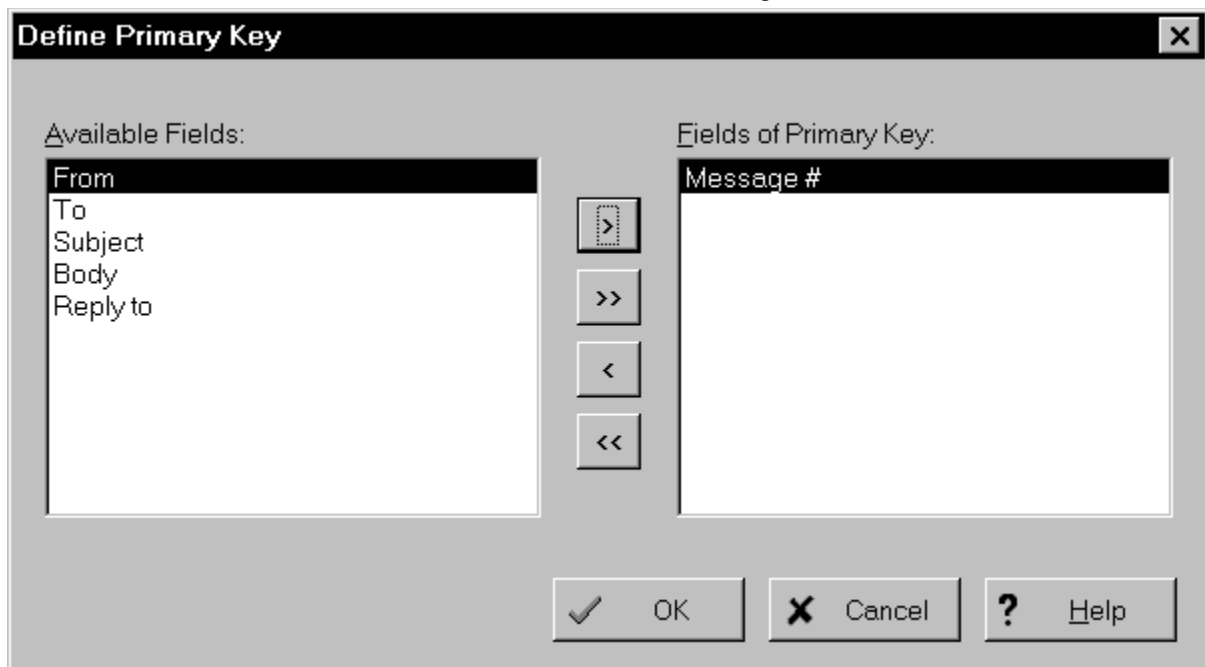 Define Primary Key
Available Fields:
From
To
Subject
Body
Reply to
>
>>
<
<<
Fields of Primary Key:
Message #
OK
Cancel
? Help